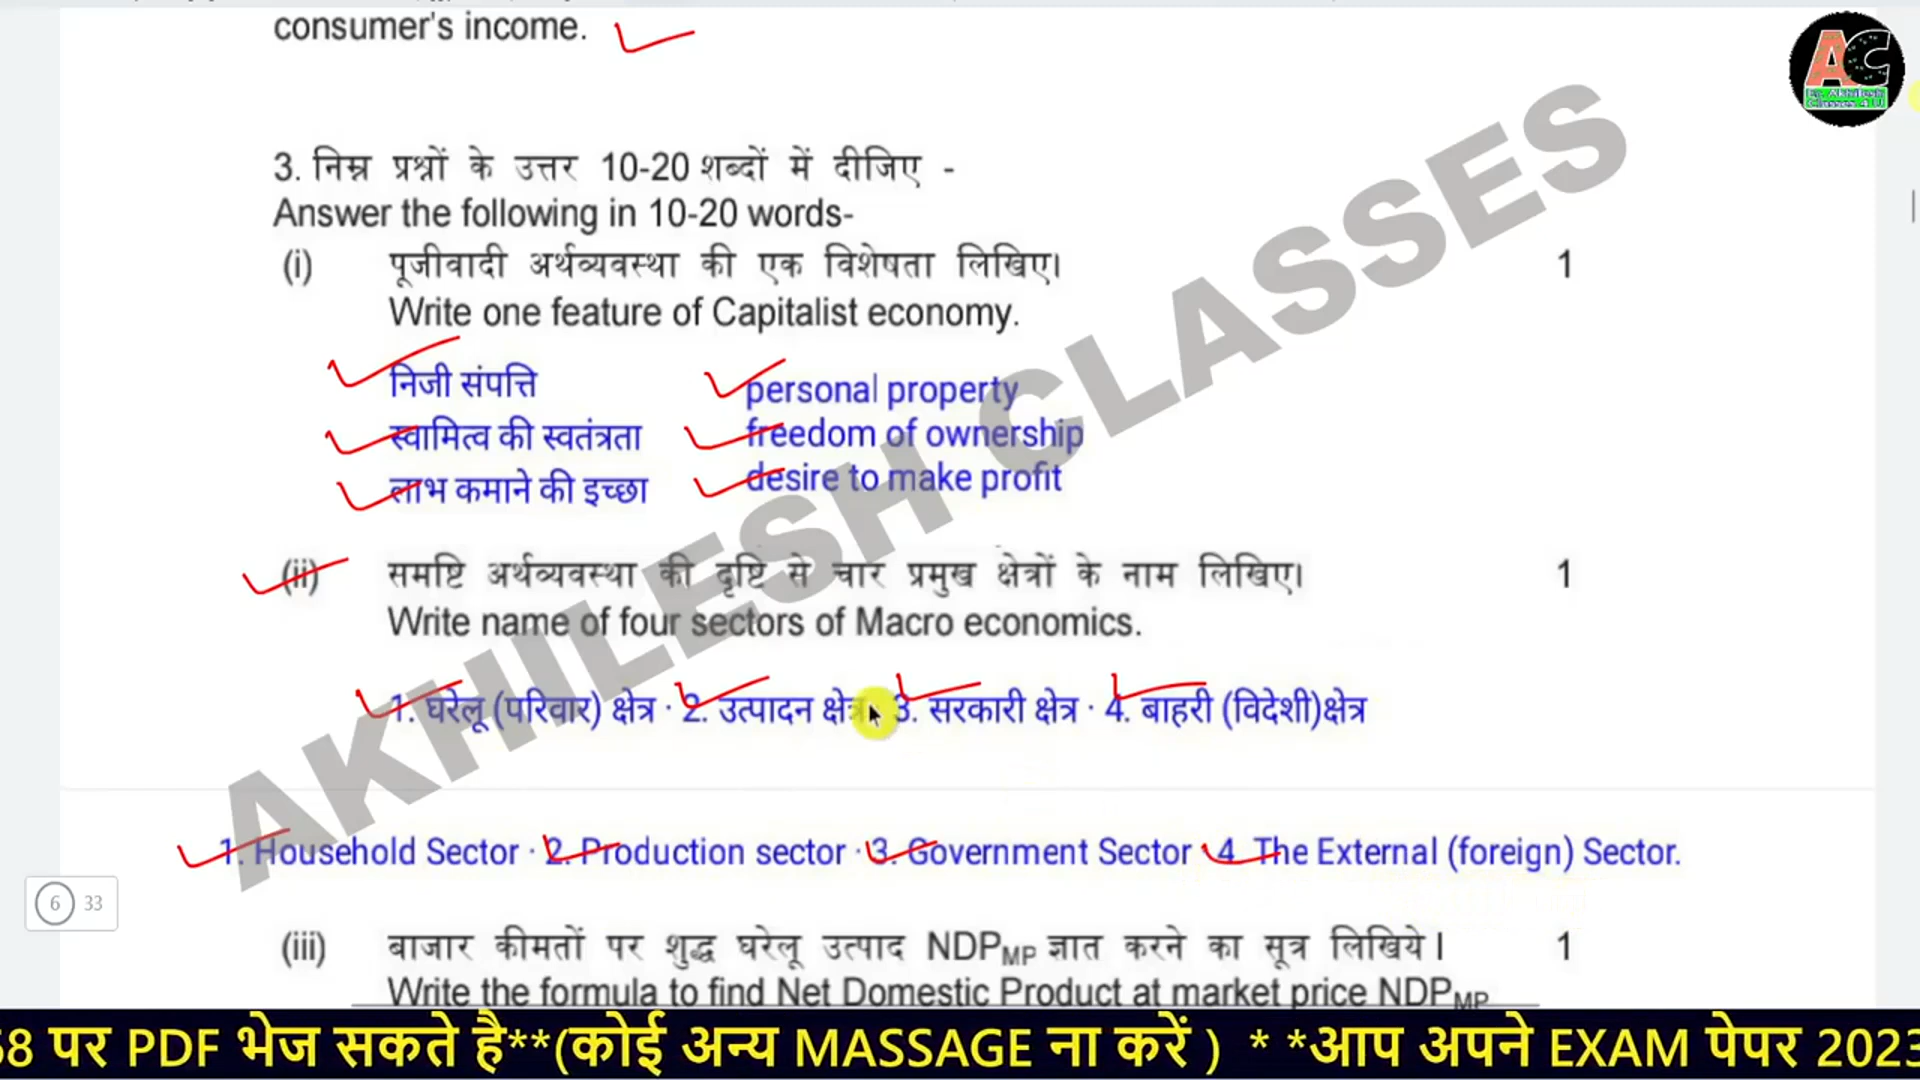 consumer's income.
AC
Er. Akhilesh
Classes 4 U
3. निम्न प्रश्नों के उत्तर 10-20 शब्दों में दीजिए -
Answer the following in 10-20 words-
(i) पूजीवादी अर्थव्यवस्था की एक विशेषता लिखिए। 1
Write one feature of Capitalist economy.
निजी संपत्ति personal property
स्वामित्व की स्वतंत्रता freedom of ownership
लाभ कमाने की इच्छा desire to make profit
(ii) समष्टि अर्थव्यवस्था की दृष्टि से चार प्रमुख क्षेत्रों के नाम लिखिए। 1
Write name of four sectors of Macro economics.
1. घरेलू (परिवार) क्षेत्र · 2. उत्पादन क्षेत्र 3. सरकारी क्षेत्र · 4. बाहरी (विदेशी)क्षेत्र
1. Household Sector · 2. Production sector · 3. Government Sector · 4. The External (foreign) Sector.
AKHILESH CLASSES
6 33
(iii) बाजार कीमतों पर शुद्ध घरेलू उत्पाद NDPMP ज्ञात करने का सूत्र लिखिये। 1
Write the formula to find Net Domestic Product at market price NDPMP
58 पर PDF भेज सकते है**(कोई अन्य MASSAGE ना करें ) * *आप अपने EXAM पेपर 2023